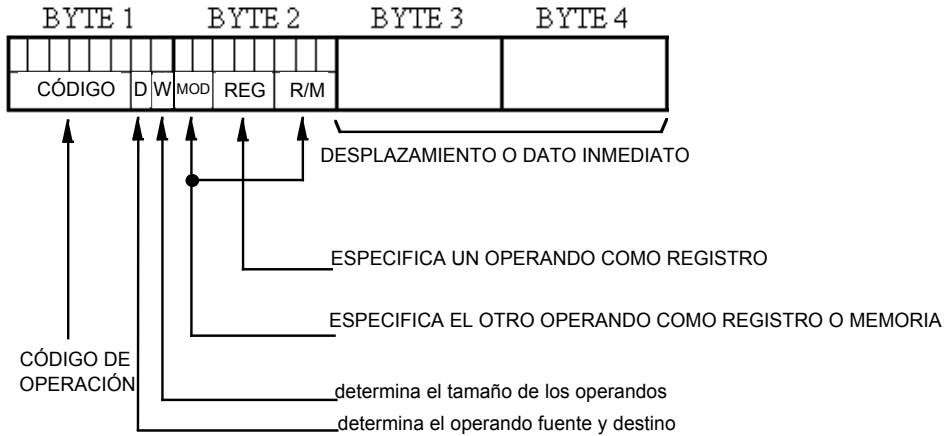 BYTE 1 BYTE 2 BYTE 3 BYTE 4
CÓDIGO D W MOD REG R/M
DESPLAZAMIENTO O DATO INMEDIATO
ESPECIFICA UN OPERANDO COMO REGISTRO
ESPECIFICA EL OTRO OPERANDO COMO REGISTRO O MEMORIA
CÓDIGO DE
OPERACIÓN
determina el tamaño de los operandos
determina el operando fuente y destino